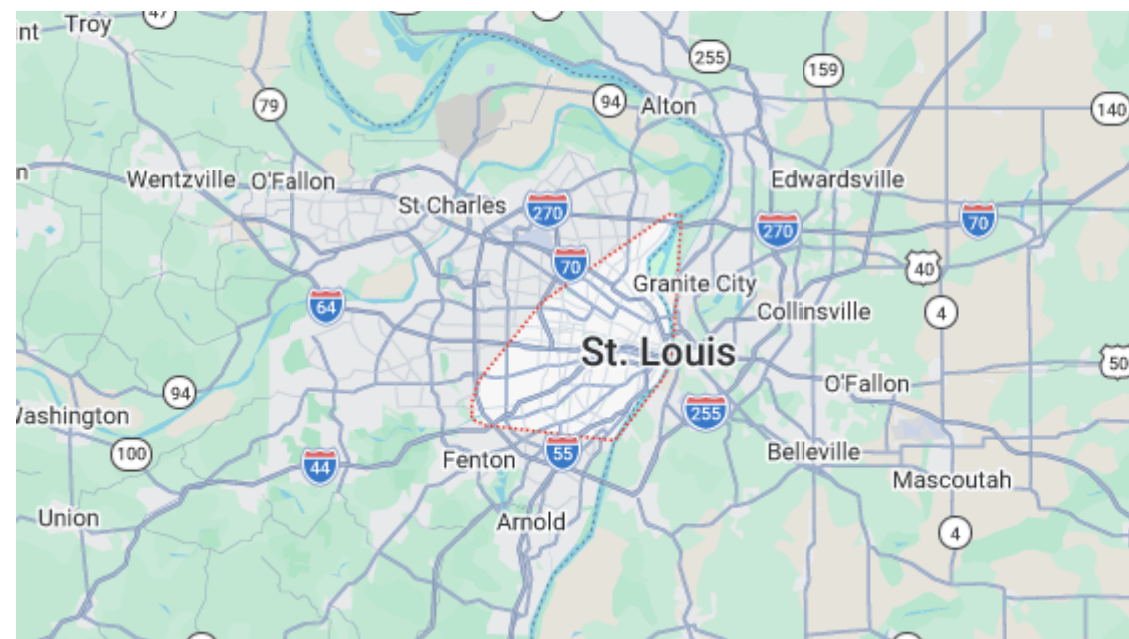 47
nt
Troy
255
159
79
94
Alton
140
n
Wentzville
O'Fallon
Edwardsville
St Charles
270
270
70
70
40
Granite City
64
Collinsville
4
St. Louis
50
94
O'Fallon
Washington
255
100
55
Belleville
Fenton
44
Mascoutah
Union
Arnold
4